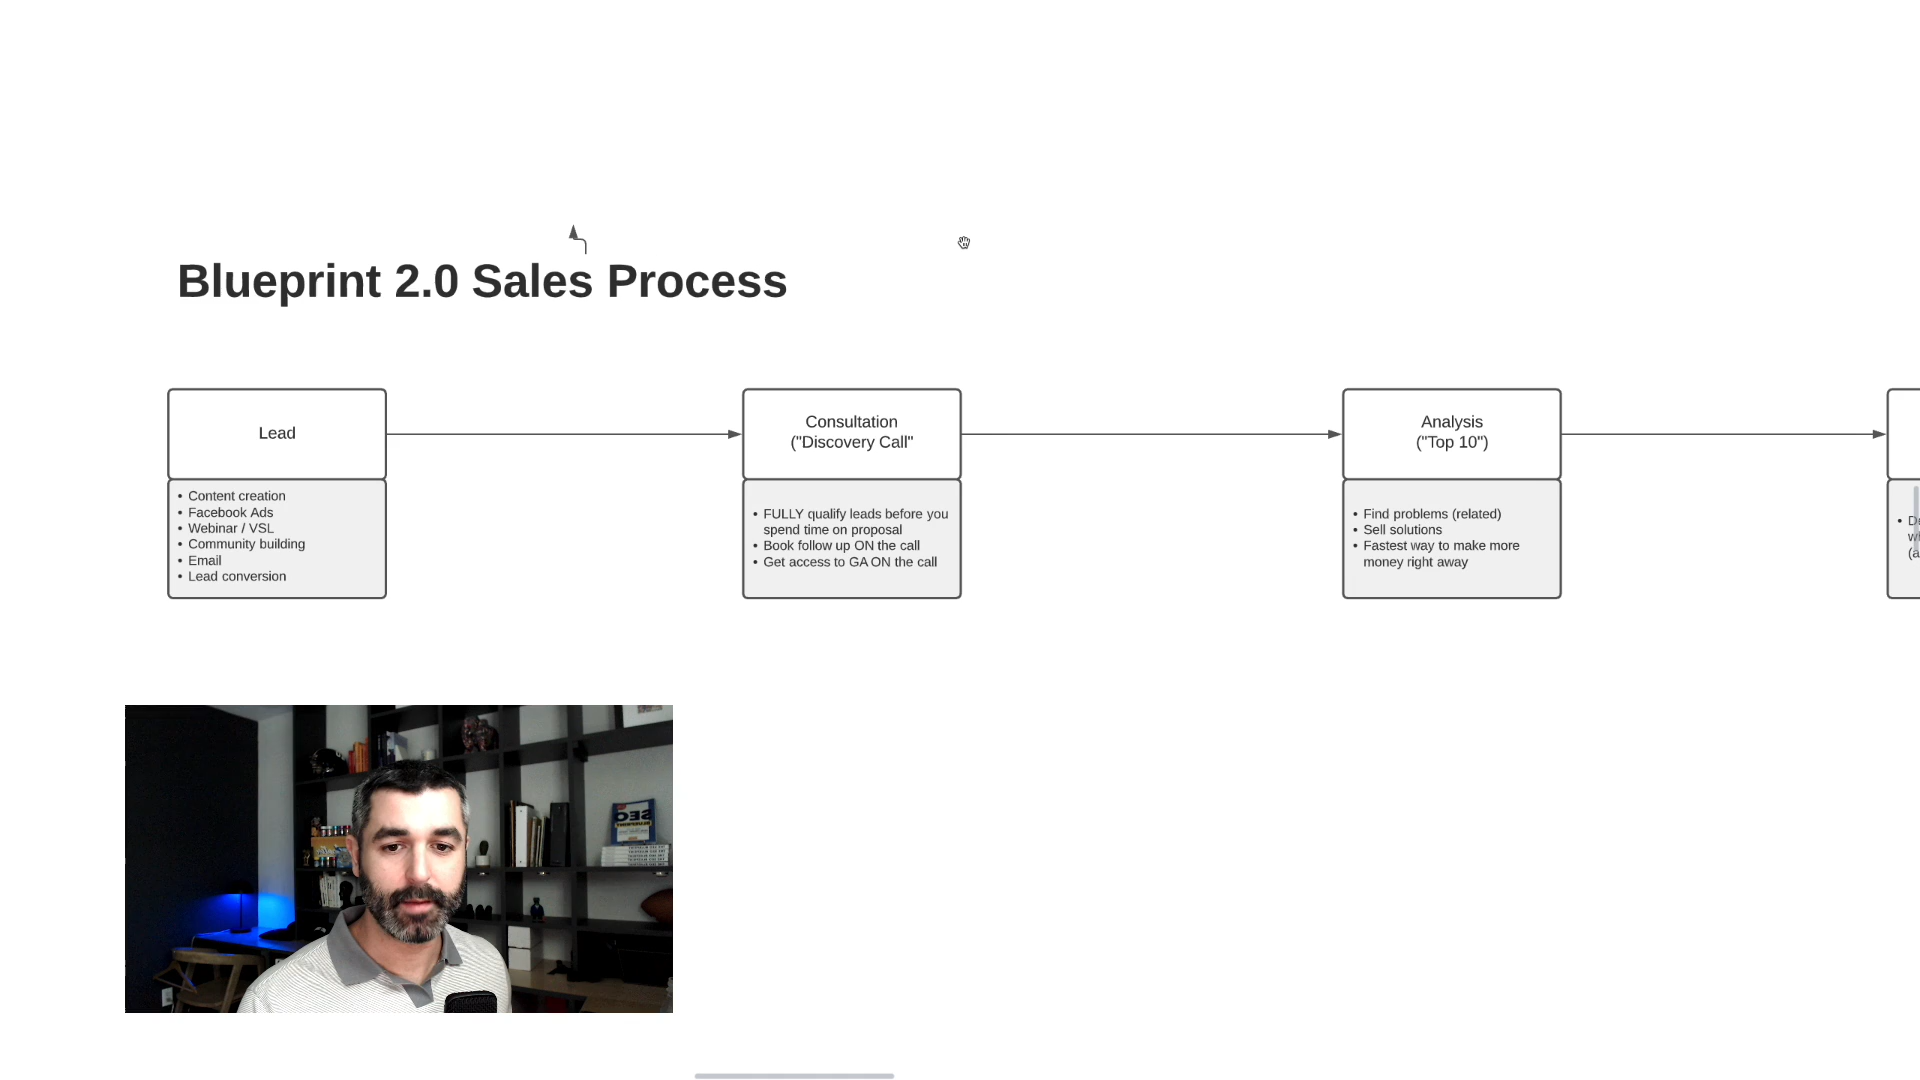 Blueprint 2.0 Sales Process
Lead
• Content creation
• Facebook Ads
• Webinar / VSL
• Community building
• Email
• Lead conversion
Consultation
("Discovery Call"
• FULLY qualify leads before you
spend time on proposal
• Book follow up ON the call
• Get access to GA ON the call
Analysis
("Top 10")
• Find problems (related)
• Sell solutions
• Fastest way to make more
money right away
SEO
BLUEPRINT